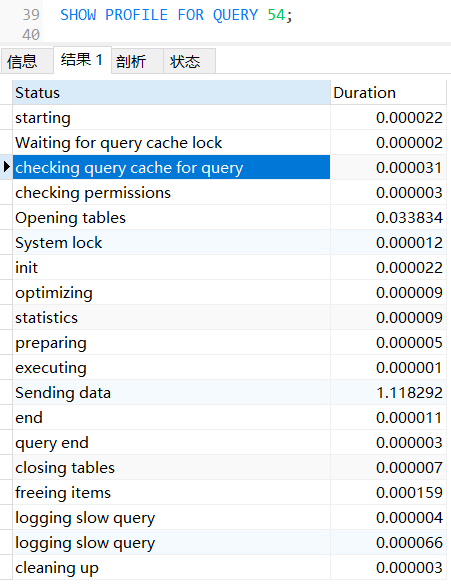 39 SHOW PROFILE FOR QUERY 54;
40
信息 结果 1 剖析 状态
Status Duration
starting 0.000022
Waiting for query cache lock 0.000002
checking query cache for query 0.000031
checking permissions 0.000003
Opening tables 0.033834
System lock 0.000012
init 0.000022
optimizing 0.000009
statistics 0.000009
preparing 0.000005
executing 0.000001
Sending data 1.118292
end 0.000011
query end 0.000003
closing tables 0.000007
freeing items 0.000159
logging slow query 0.000004
logging slow query 0.000066
cleaning up 0.000003